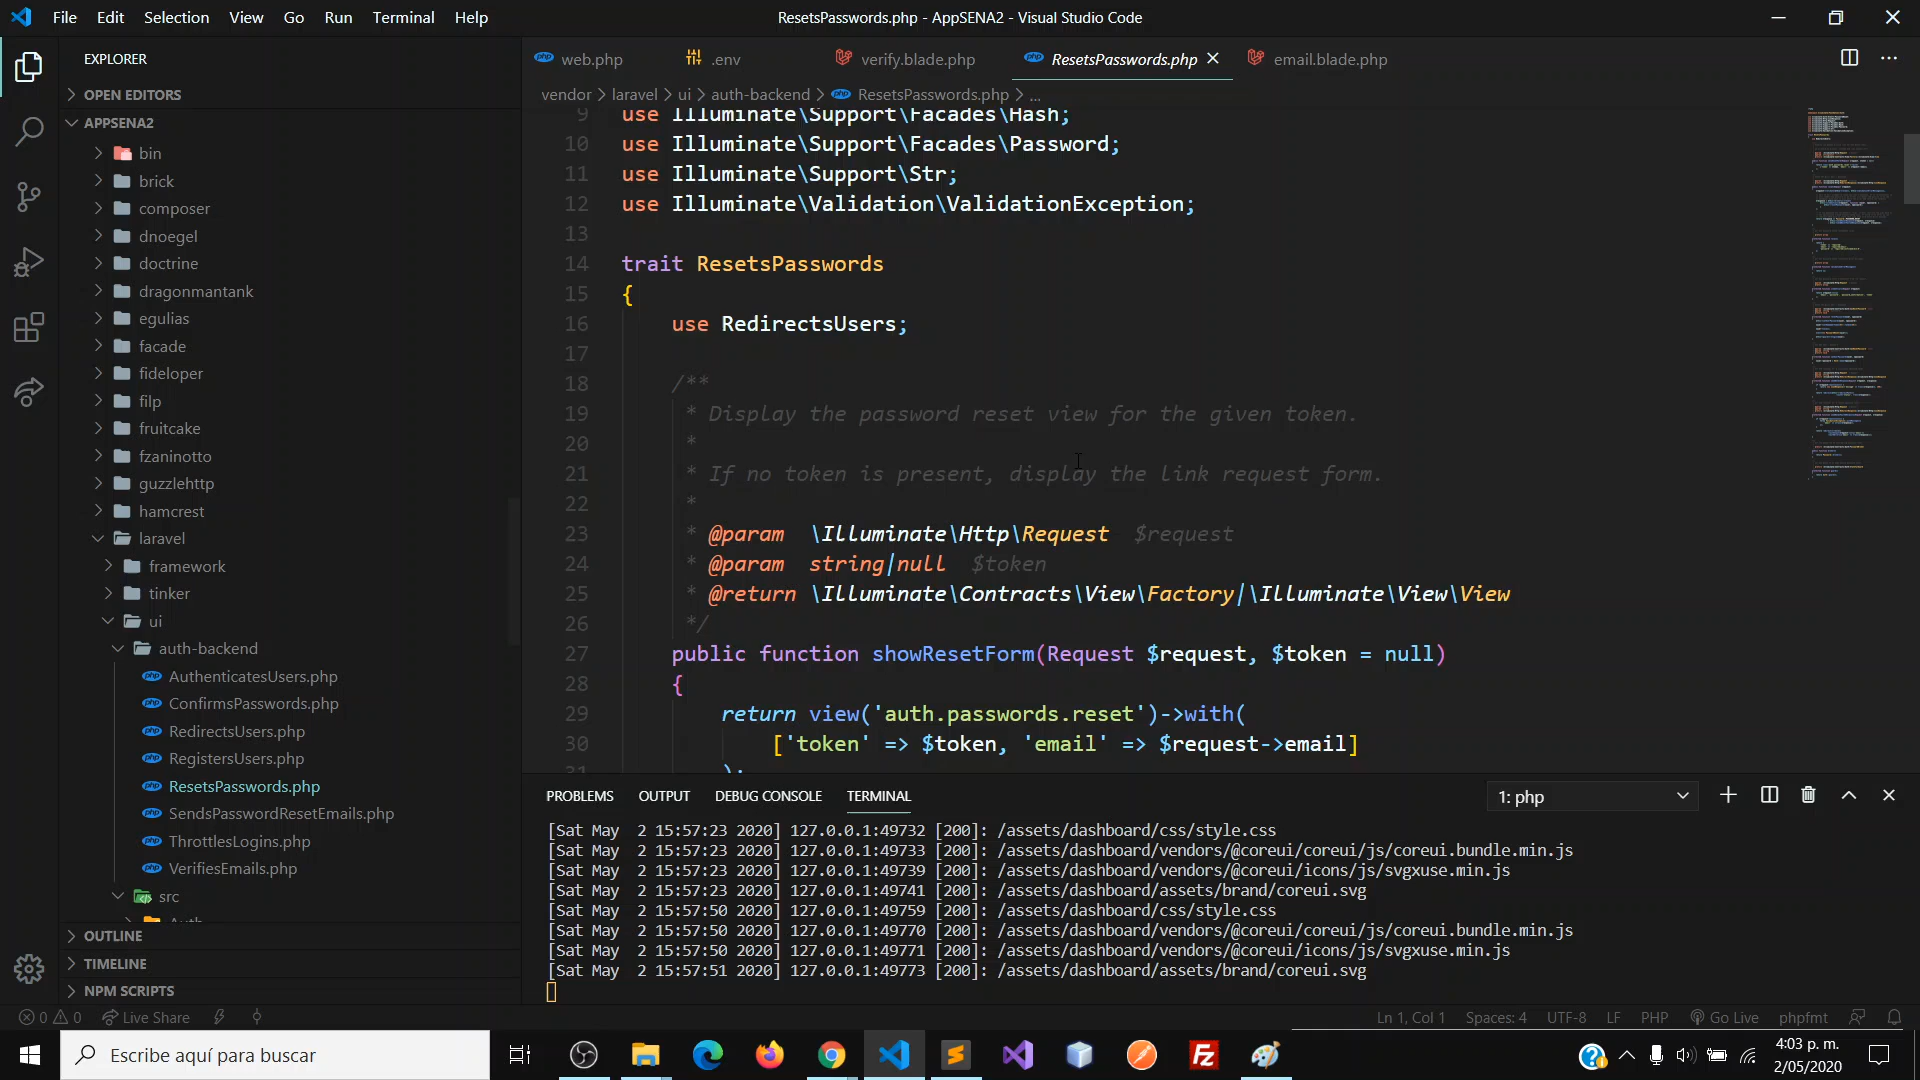 File Edit Selection View Go Run Terminal Help
ResetsPasswords.php - AppSENA2 - Visual Studio Code
EXPLORER
OPEN EDITORS
APPSENA2
bin
brick
composer
dnoegel
doctrine
dragonmantank
egulias
facade
fideloper
filp
fruitcake
fzaninotto
guzzlehttp
hamcrest
laravel
framework
tinker
ui
auth-backend
AuthenticatesUsers.php
ConfirmsPasswords.php
RedirectsUsers.php
RegistersUsers.php
ResetsPasswords.php
SendsPasswordResetEmails.php
ThrottlesLogins.php
VerifiesEmails.php
src
Auth
OUTLINE
TIMELINE
NPM SCRIPTS
web.php .env verify.blade.php ResetsPasswords.php email.blade.php
vendor > laravel > ui > auth-backend > ResetsPasswords.php > ...
9 use Illuminate\Support\Facades\Hash;
10 use Illuminate\Support\Facades\Password;
11 use Illuminate\Support\Str;
12 use Illuminate\Validation\ValidationException;
13
14 trait ResetsPasswords
15 {
16 use RedirectsUsers;
17
18 /**
19 * Display the password reset view for the given token.
20 *
21 * If no token is present, display the link request form.
22 *
23 * @param \Illuminate\Http\Request $request
24 * @param string|null $token
25 * @return \Illuminate\Contracts\View\Factory|\Illuminate\View\View
26 */
27 public function showResetForm(Request $request, $token = null)
28 {
29 return view('auth.passwords.reset')->with(
30 ['token' => $token, 'email' => $request->email]
31 );
PROBLEMS OUTPUT DEBUG CONSOLE TERMINAL 1: php
[Sat May  2 15:57:23 2020] 127.0.0.1:49732 [200]: /assets/dashboard/css/style.css
[Sat May  2 15:57:23 2020] 127.0.0.1:49733 [200]: /assets/dashboard/vendors/@coreui/coreui/js/coreui.bundle.min.js
[Sat May  2 15:57:23 2020] 127.0.0.1:49739 [200]: /assets/dashboard/vendors/@coreui/icons/js/svgxuse.min.js
[Sat May  2 15:57:23 2020] 127.0.0.1:49741 [200]: /assets/dashboard/assets/brand/coreui.svg
[Sat May  2 15:57:50 2020] 127.0.0.1:49759 [200]: /assets/dashboard/css/style.css
[Sat May  2 15:57:50 2020] 127.0.0.1:49770 [200]: /assets/dashboard/vendors/@coreui/coreui/js/coreui.bundle.min.js
[Sat May  2 15:57:50 2020] 127.0.0.1:49771 [200]: /assets/dashboard/vendors/@coreui/icons/js/svgxuse.min.js
[Sat May  2 15:57:51 2020] 127.0.0.1:49773 [200]: /assets/dashboard/assets/brand/coreui.svg
0 0 Live Share Ln 1, Col 1 Spaces: 4 UTF-8 LF PHP Go Live phpfmt
Escribe aquí para buscar
4:03 p. m.
2/05/2020